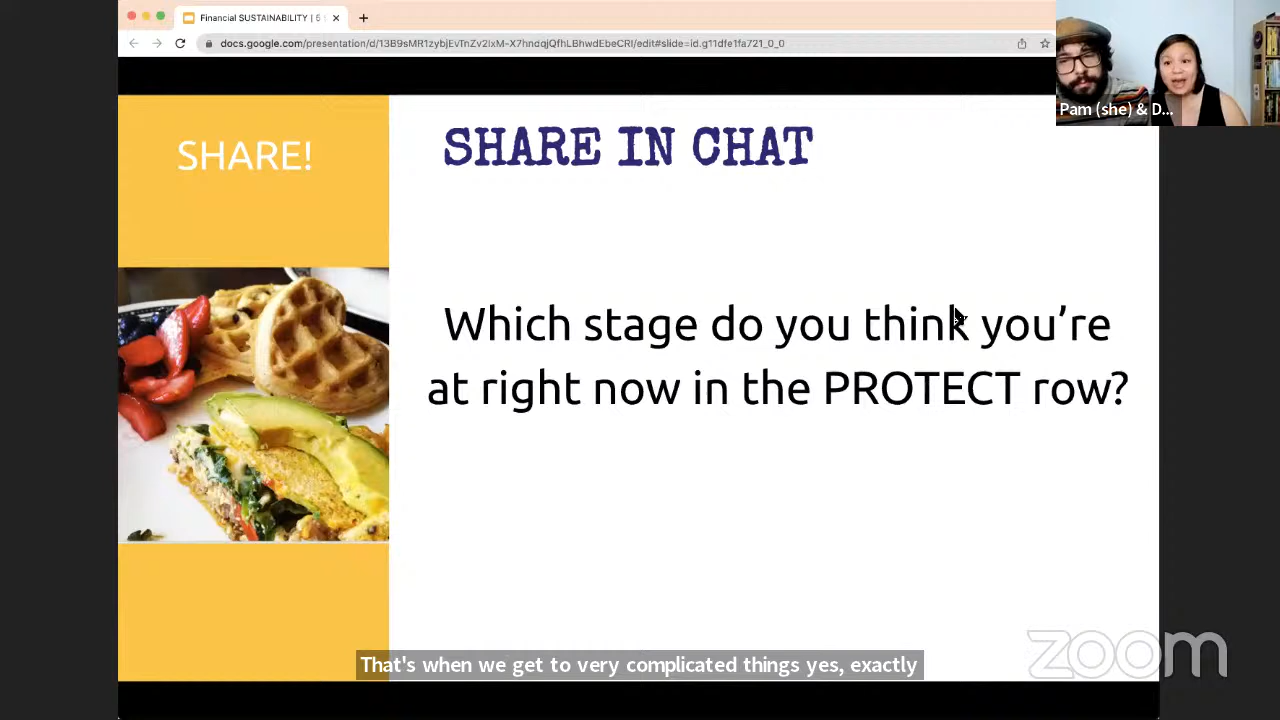 Financial SUSTAINABILITY | 5
docs.google.com/presentation/d/13B9sMR1zybjEvTnZv2lxM-X7hndqjQfhLBhwdEbeCRI/edit#slide=id.g11dfe1fa721_0_0
Pam (she) & D...
SHARE!
SHARE IN CHAT
Which stage do you think you’re
at right now in the PROTECT row?
That's when we get to very complicated things yes, exactly
zoom